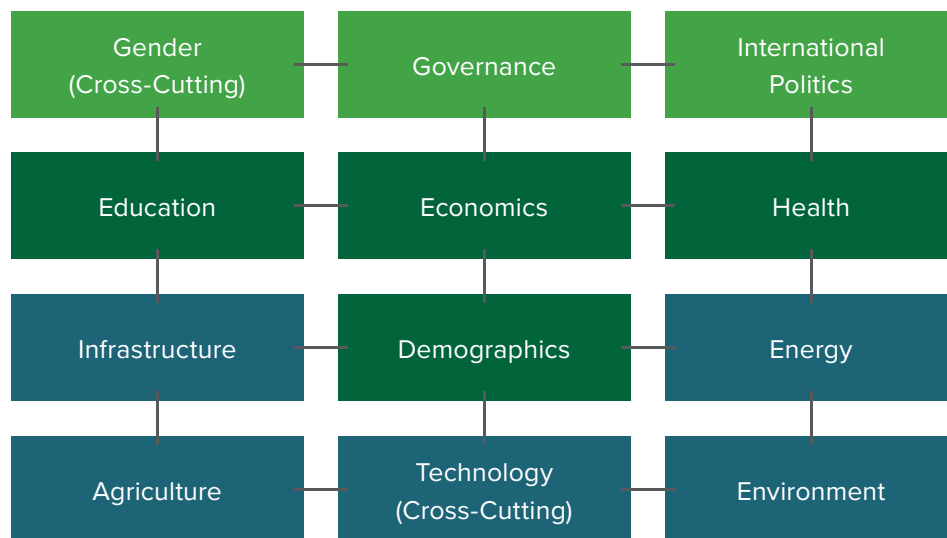 Gender
(Cross-Cutting)
Governance
International
Politics
Education
Economics
Health
Infrastructure
Demographics
Energy
Agriculture
Technology
(Cross-Cutting)
Environment